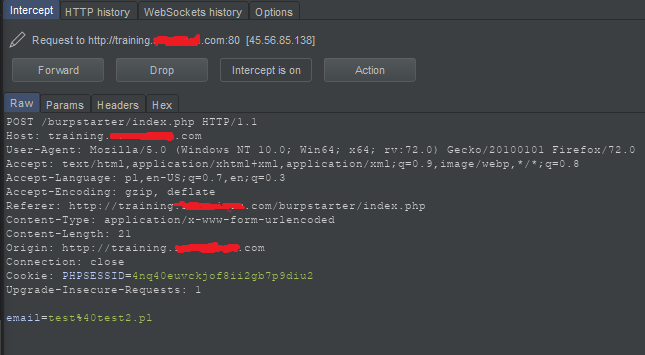 Intercept HTTP history WebSockets history Options
Request to http://training. .com:80 [45.56.85.138]
Forward Drop Intercept is on Action
Raw Params Headers Hex
POST /burpstarter/index.php HTTP/1.1
Host: training. .com
User-Agent: Mozilla/5.0 (Windows NT 10.0; Win64; x64; rv:72.0) Gecko/20100101 Firefox/72.0
Accept: text/html,application/xhtml+xml,application/xml;q=0.9,image/webp,*/*;q=0.8
Accept-Language: pl,en-US;q=0.7,en;q=0.3
Accept-Encoding: gzip, deflate
Referer: http://training. .com/burpstarter/index.php
Content-Type: application/x-www-form-urlencoded
Content-Length: 21
Origin: http://training. .com
Connection: close
Cookie: PHPSESSID=4nq40euvckjof8ii2gb7p9diu2
Upgrade-Insecure-Requests: 1
email=test%40test2.pl